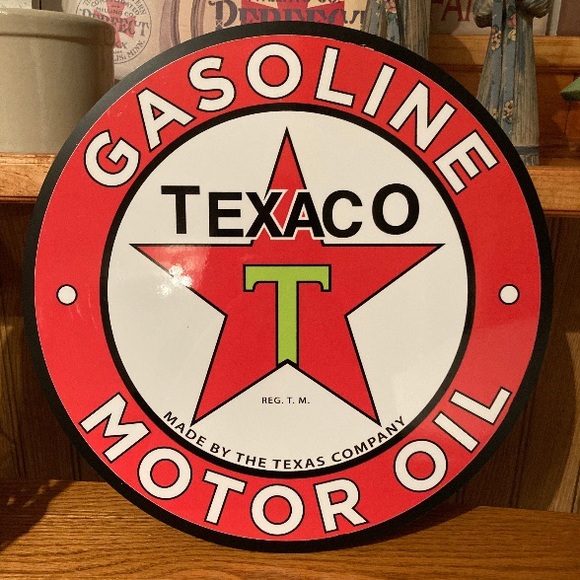 GASOLINE
TEXACO
T
REG. T. M.
MADE BY THE TEXAS COMPANY
MOTOR OIL